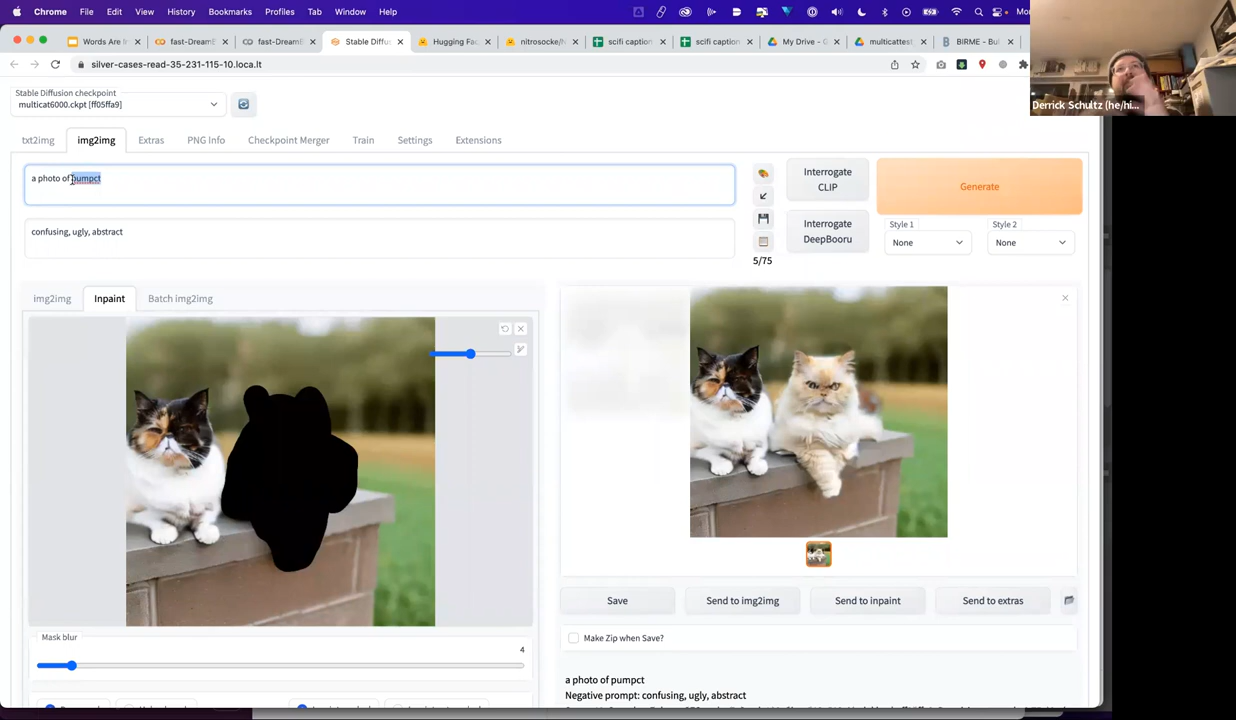 Chrome File Edit View History Bookmarks Profiles Tab Window Help
Words Are I
fast-DreamB
fast-DreamB
Stable Diffus
Hugging Fac
nitrosocke/N
scifi caption
scifi caption
My Drive - G
multicattest
BIRME - Bul
silver-cases-read-35-231-115-10.loca.lt
Derrick Schultz (he/hi...
Stable Diffusion checkpoint
multicat6000.ckpt [ff05ffa9]
txt2img img2img Extras PNG Info Checkpoint Merger Train Settings Extensions
a photo of pumpct
confusing, ugly, abstract
Interrogate
CLIP
Interrogate
DeepBooru
5/75
Generate
Style 1
None
Style 2
None
img2img Inpaint Batch img2img
Mask blur
4
Save Send to img2img Send to inpaint Send to extras
Make Zip when Save?
a photo of pumpct
Negative prompt: confusing, ugly, abstract